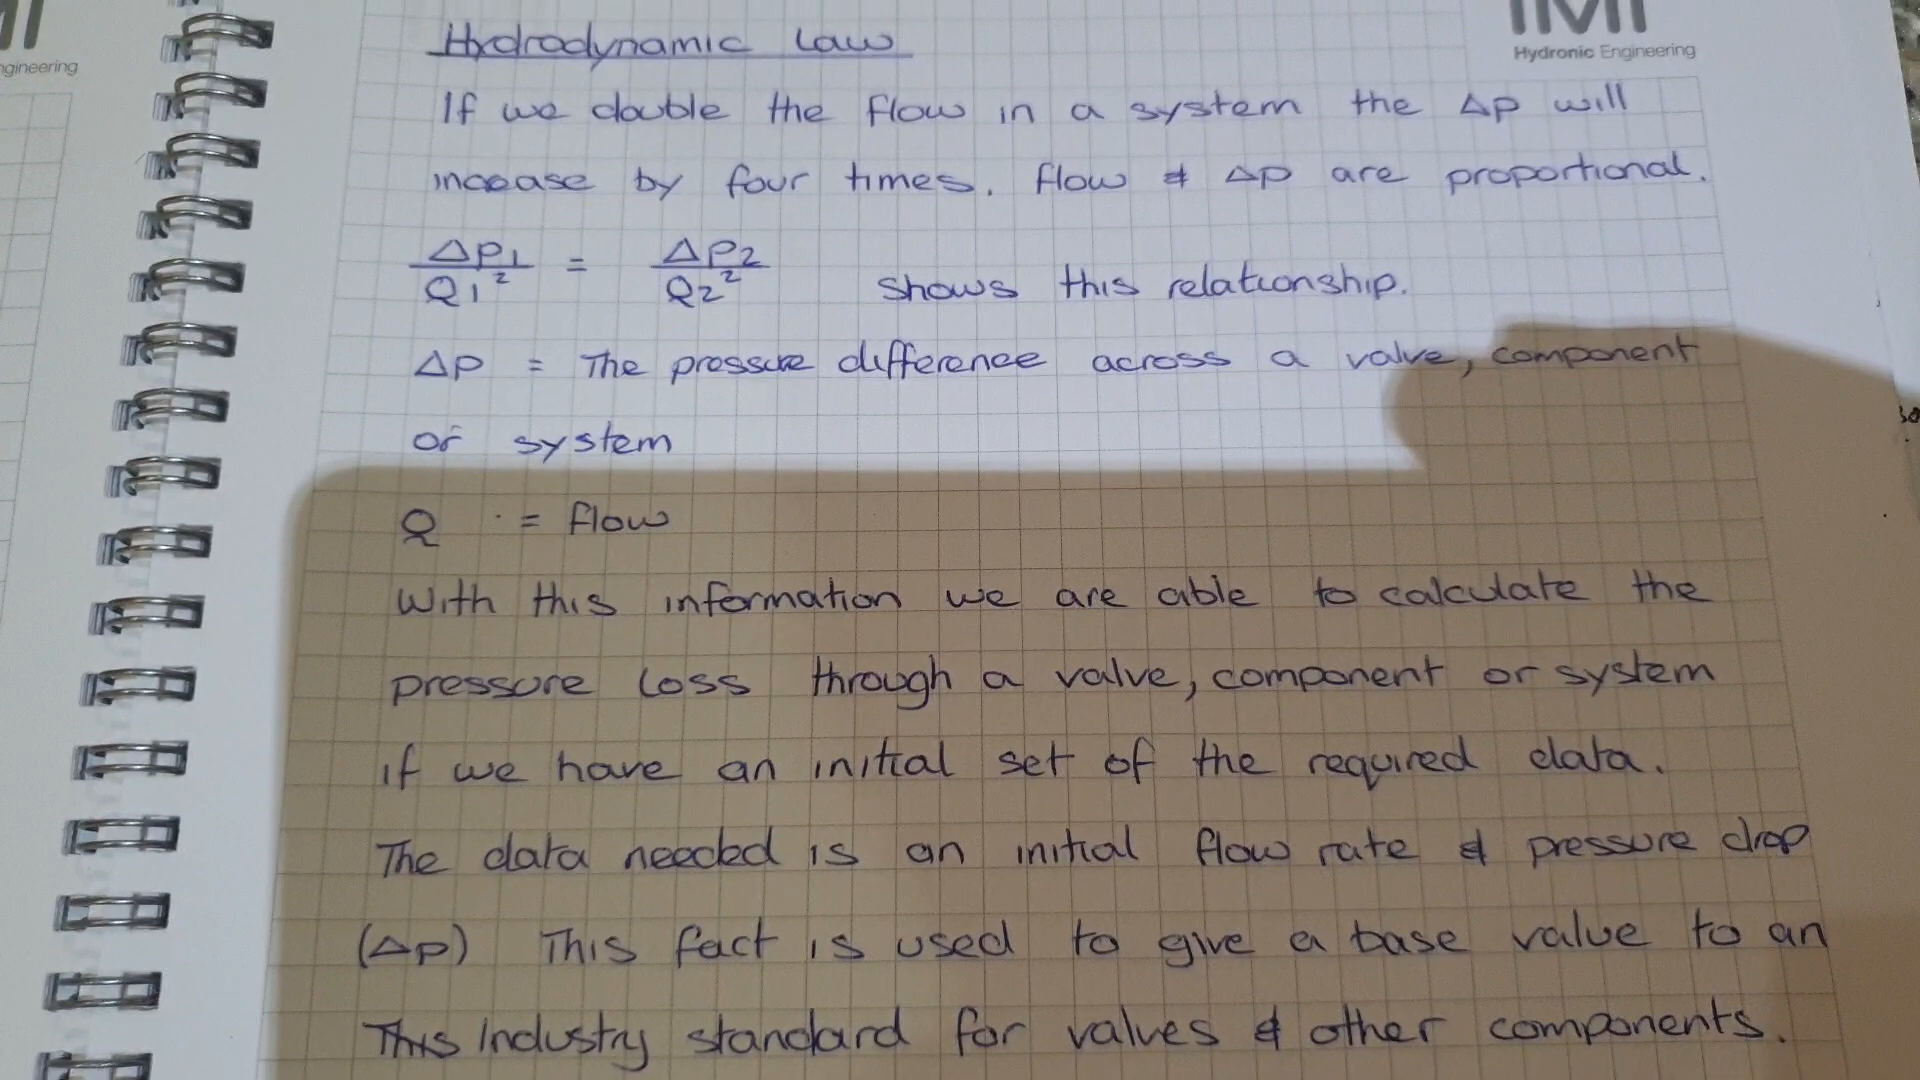 Hydrodynamic Law
IMI
Hydronic Engineering
ngineering
If we double the flow in a system the Δp will
increase by four times. Flow & Δp are proportional.
Δp1/Q1² = Δp2/Q2² shows this relationship.
Δp = The pressure difference across a valve, component
or system
Q = flow
With this information we are able to calculate the
pressure loss through a valve, component or system
if we have an initial set of the required data.
The data needed is an initial flow rate & pressure drop
(Δp) This fact is used to give a base value to an
This Industry standard for valves & other components.